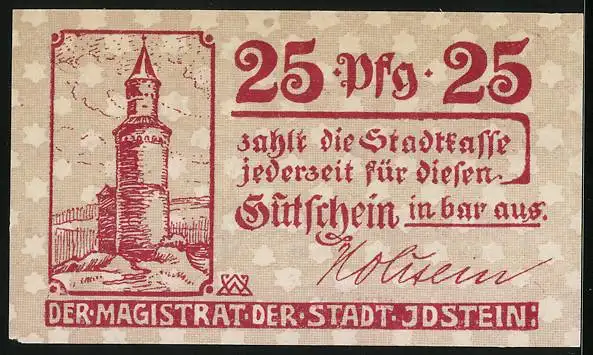 25 · Pfg · 25
zahlt die Stadtkasse
jederzeit für diesen
Gutschein in bar aus.
DER · MAGISTRAT · DER · STADT · JDSTEIN: